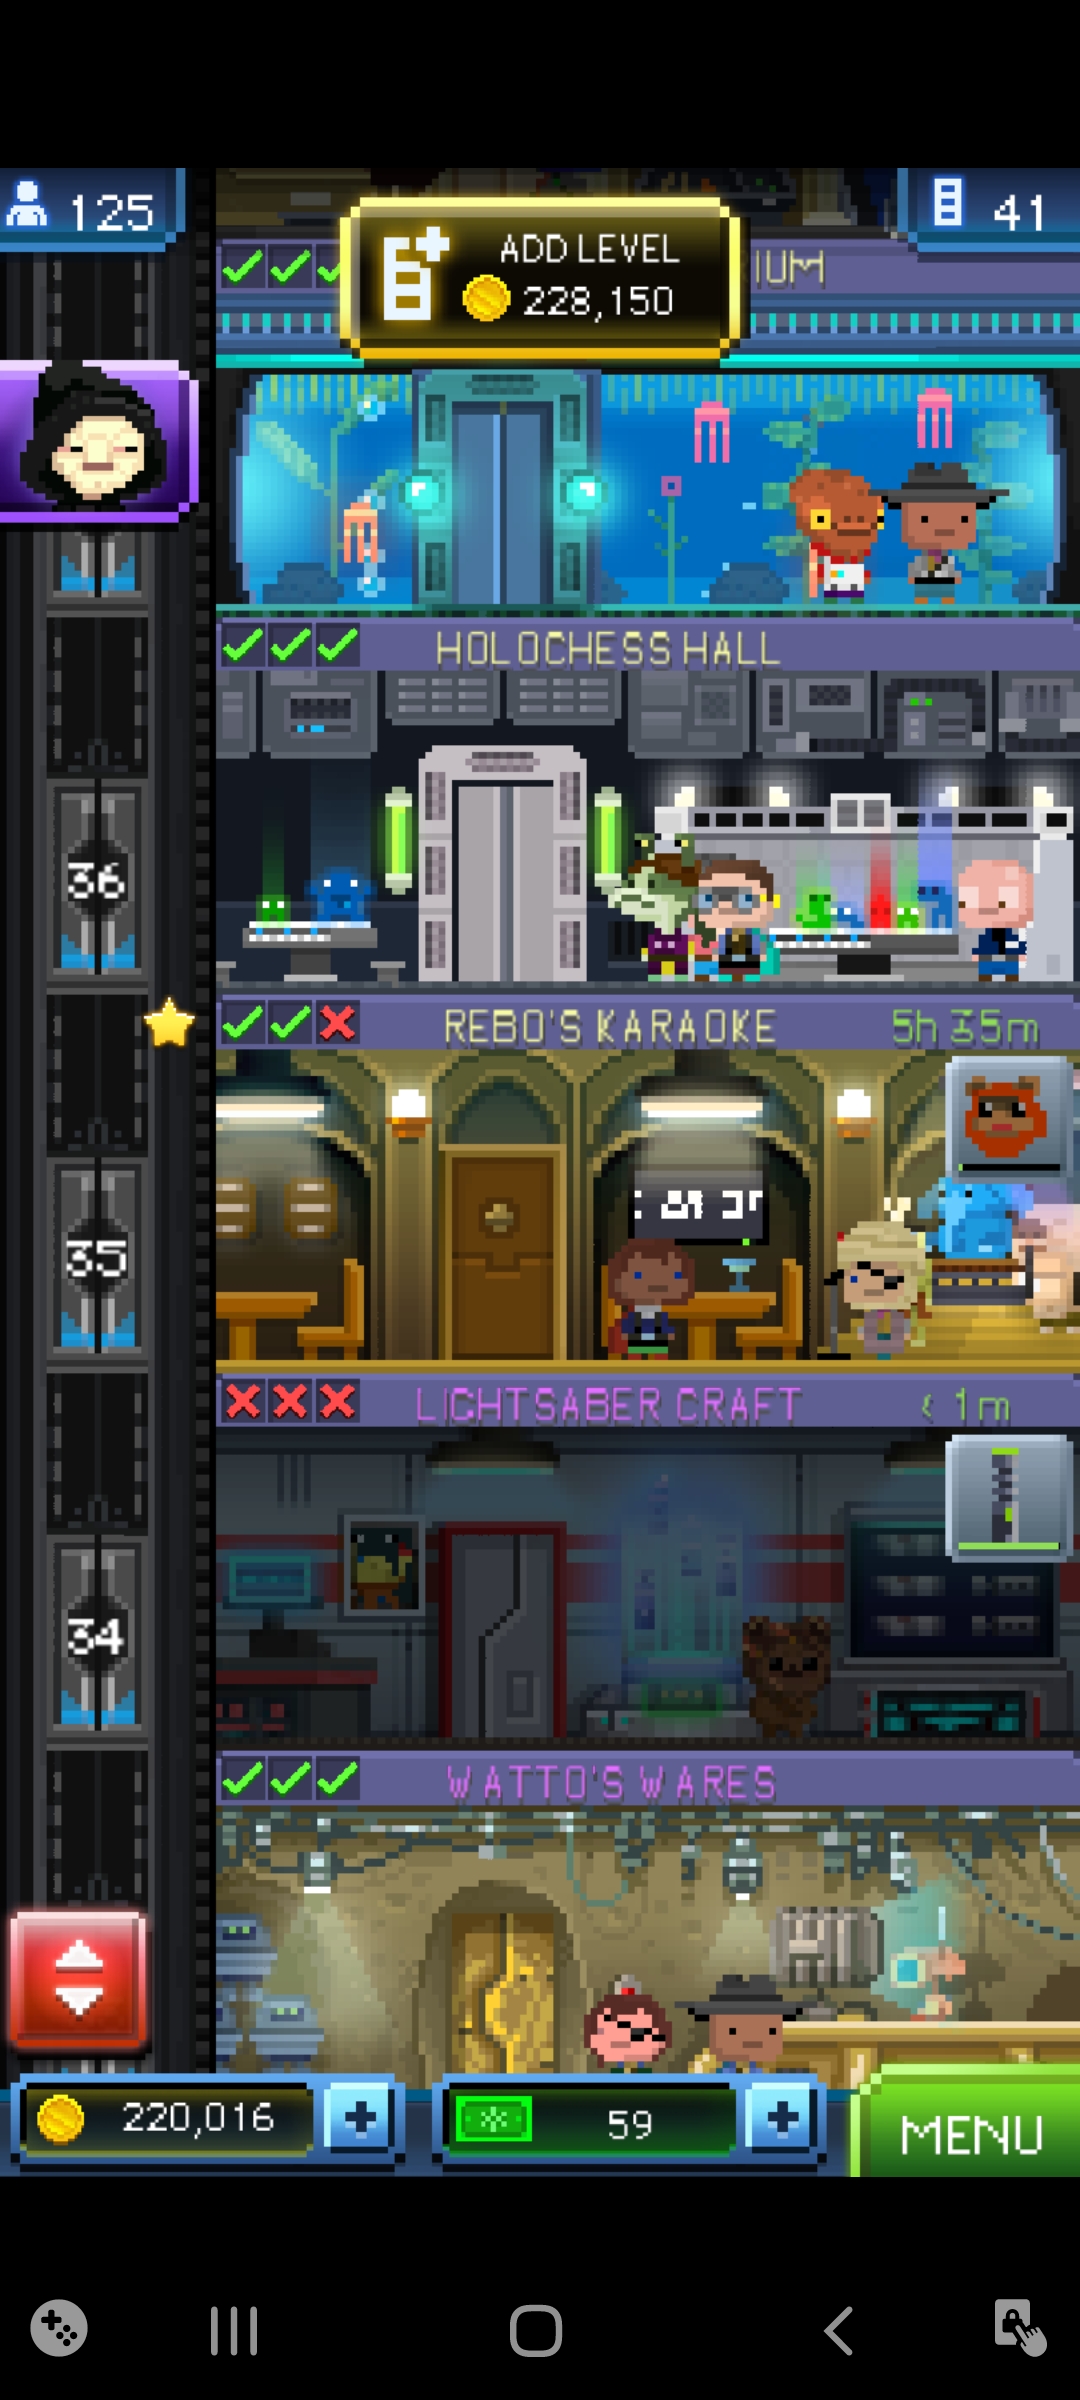 125
ADD LEVEL
228,150
41
IUM
HOLOCHESS HALL
36
REBO'S KARAOKE
5h 35m
35
LIGHTSABER CRAFT
< 1m
34
WATTO'S WARES
220,016
59
MENU